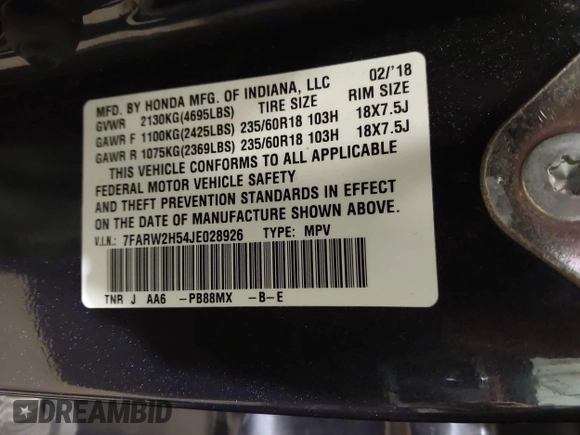 MFD. BY HONDA MFG. OF INDIANA, LLC 02/'18
GVWR 2130KG(4695LBS) TIRE SIZE RIM SIZE
GAWR F 1100KG(2425LBS) 235/60R18 103H 18X7.5J
GAWR R 1075KG(2369LBS) 235/60R18 103H 18X7.5J
THIS VEHICLE CONFORMS TO ALL APPLICABLE
FEDERAL MOTOR VEHICLE SAFETY
AND THEFT PREVENTION STANDARDS IN EFFECT
ON THE DATE OF MANUFACTURE SHOWN ABOVE.
V.I.N.: 7FARW2H54JE028926 TYPE: MPV
TNR J AA6 -PB88MX -B-E
DREAMBID